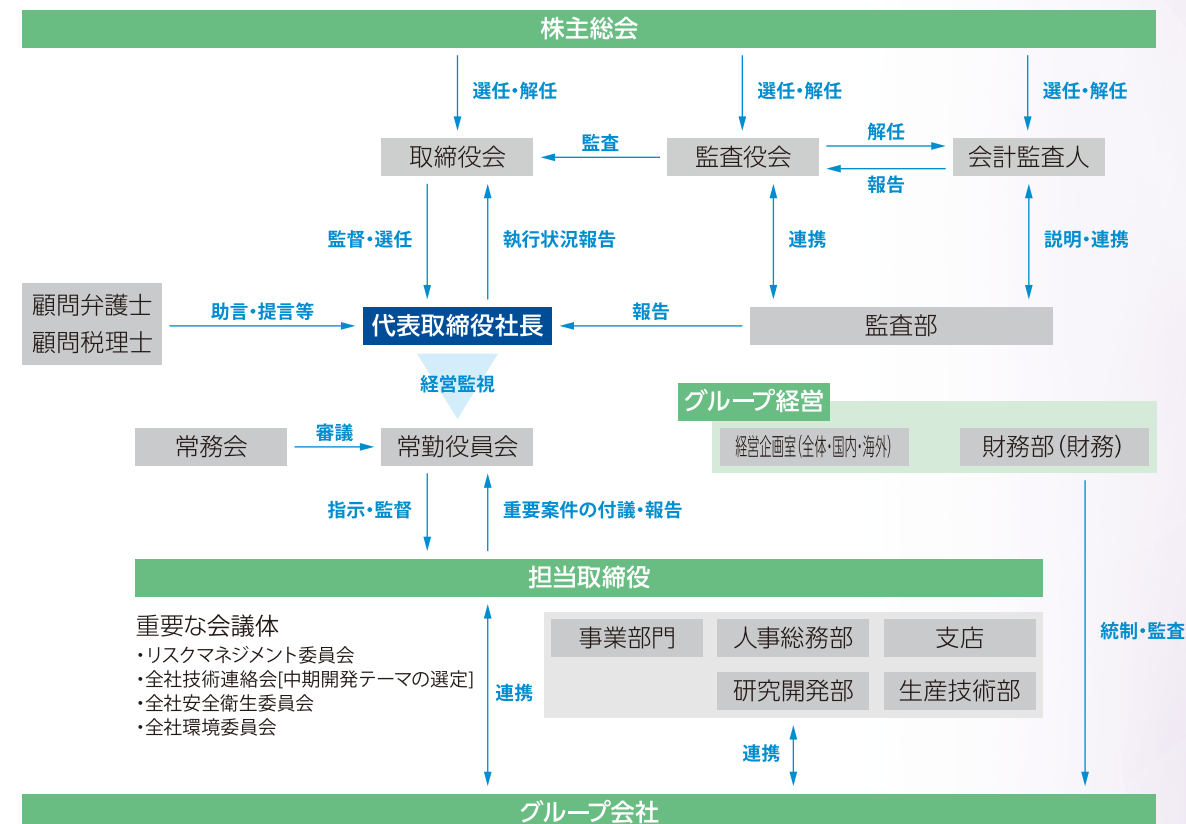 株主総会
選任・解任
選任・解任
選任・解任
取締役会
監査
監査役会
解任
報告
会計監査人
監督・選任
執行状況報告
連携
説明・連携
顧問弁護士
顧問税理士
助言・提言等
代表取締役社長
報告
監査部
経営監視
グループ経営
常務会
審議
常勤役員会
経営企画室(全体・国内・海外)
財務部(財務)
指示・監督
重要案件の付議・報告
担当取締役
重要な会議体
・リスクマネジメント委員会
・全社技術連絡会[中期開発テーマの選定]
・全社安全衛生委員会
・全社環境委員会
連携
事業部門
人事総務部
支店
研究開発部
生産技術部
統制・監査
連携
グループ会社